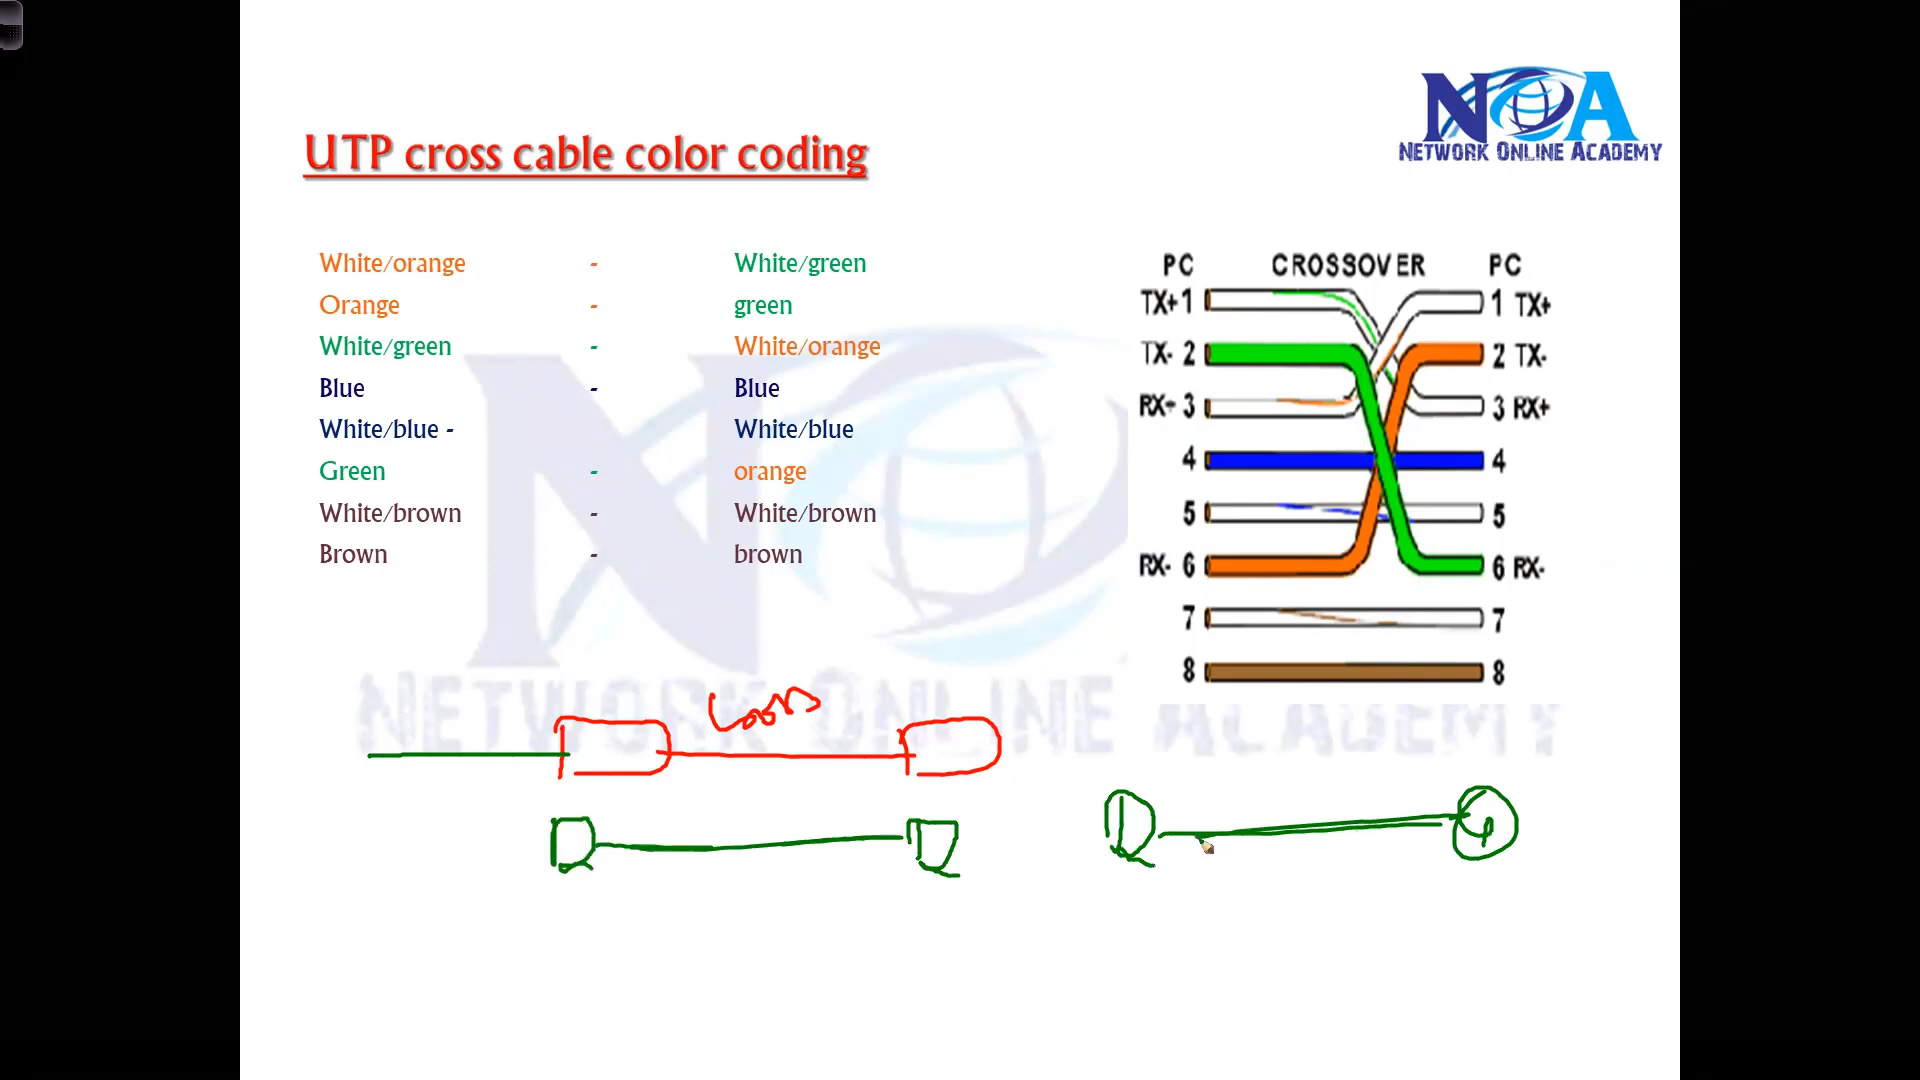 NOA
NETWORK ONLINE ACADEMY
UTP cross cable color coding
White/orange - White/green
Orange - green
White/green - White/orange
Blue - Blue
White/blue - White/blue
Green - orange
White/brown - White/brown
Brown - brown
PC CROSSOVER PC
TX+ 1 1 TX+
TX- 2 2 TX-
RX+ 3 3 RX+
4 4
5 5
RX- 6 6 RX-
7 7
8 8
NETWORK ONLINE ACADEMY